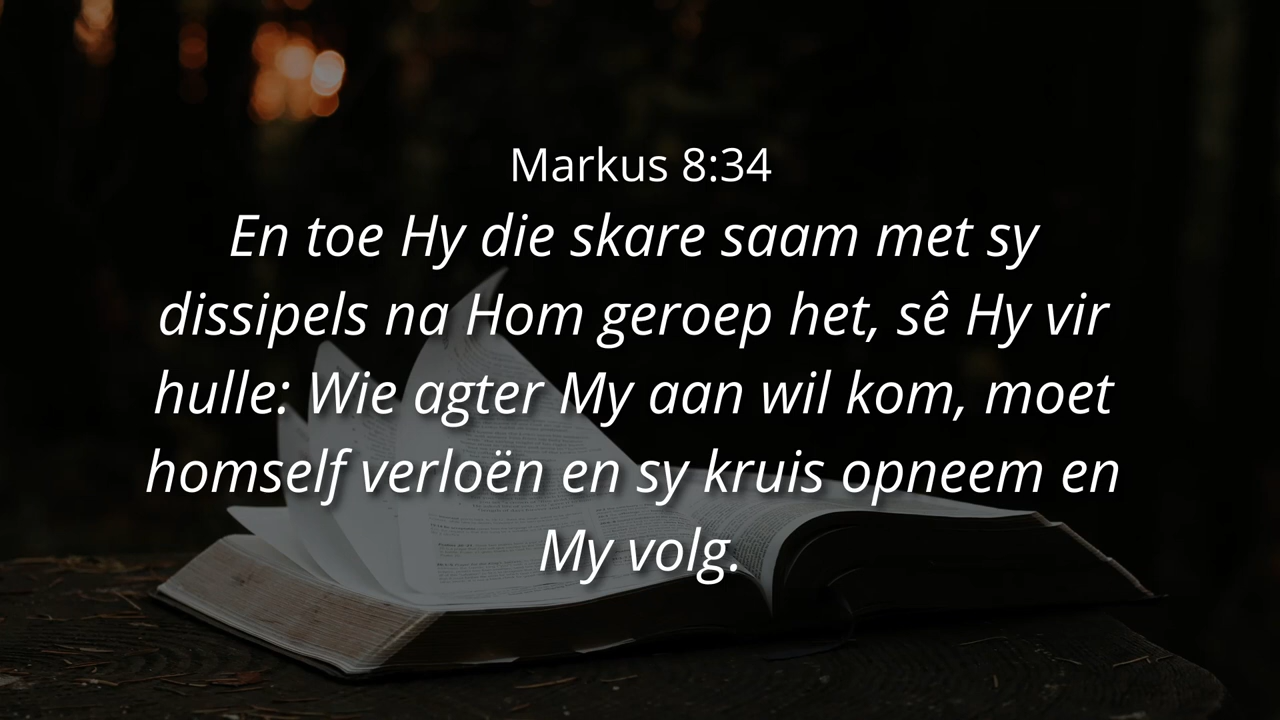 Markus 8:34
En toe Hy die skare saam met sy
dissipels na Hom geroep het, sê Hy vir
hulle: Wie agter My aan wil kom, moet
homself verloën en sy kruis opneem en
My volg.